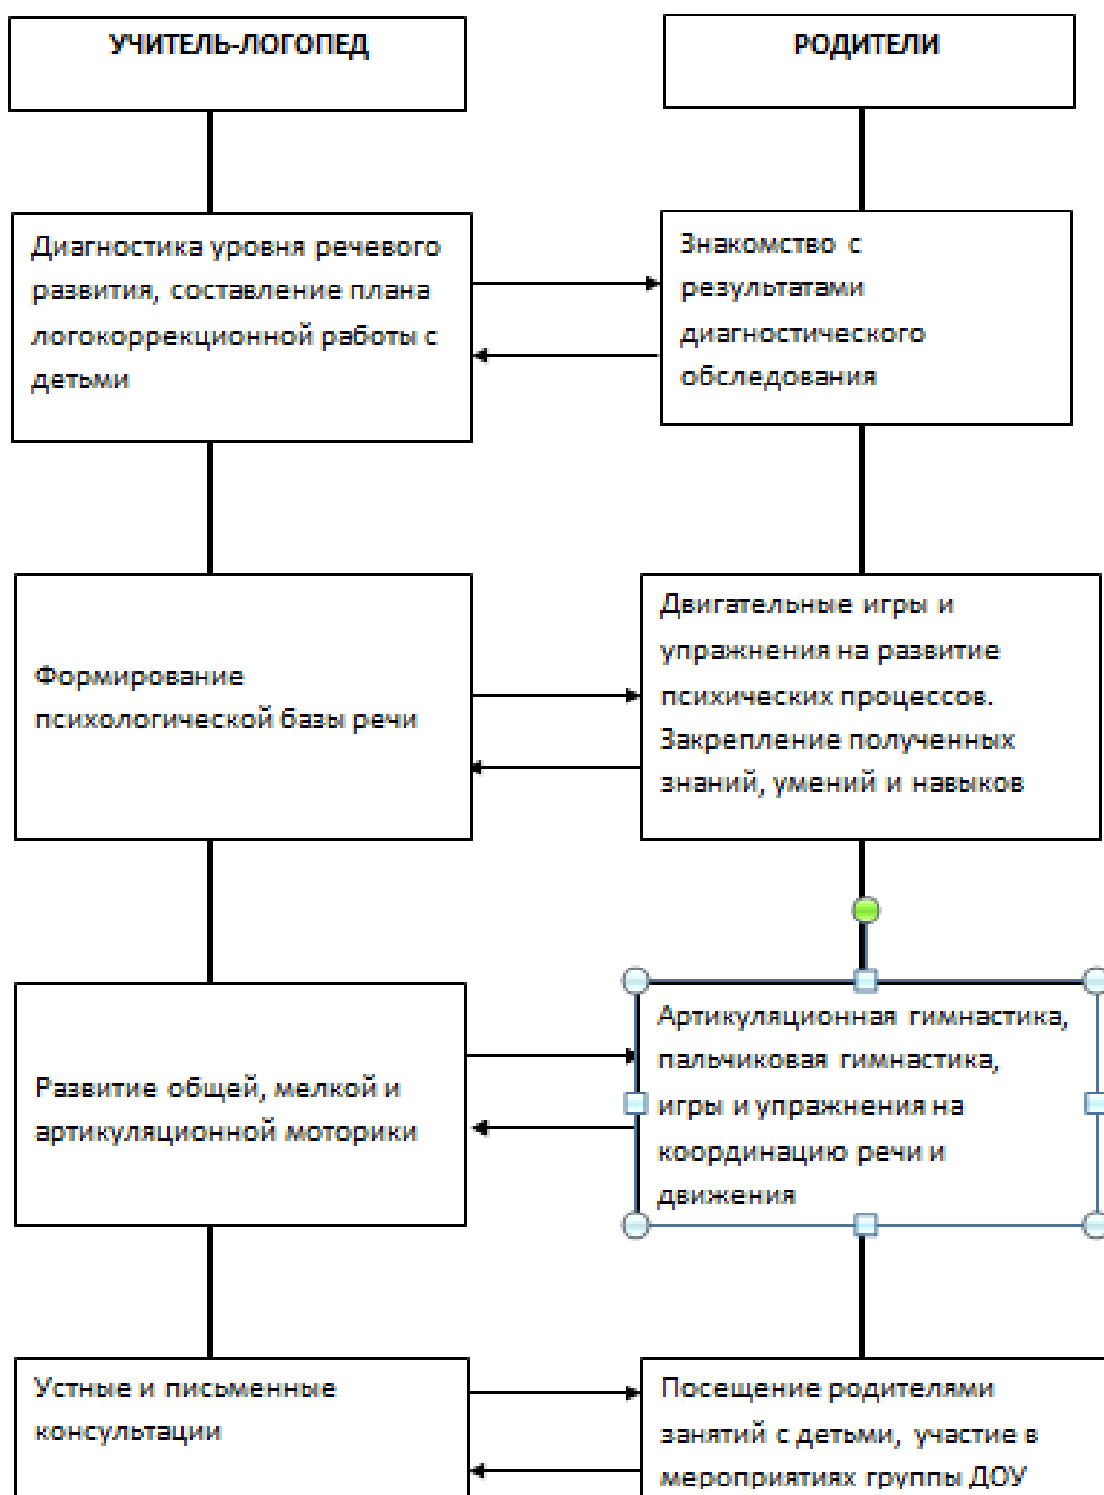 УЧИТЕЛЬ-ЛОГОПЕД
РОДИТЕЛИ
Диагностика уровня речевого
развития, составление плана
логокоррекционной работы с
детьми
Знакомство с
результатами
диагностического
обследования
Формирование
психологической базы речи
Двигательные игры и
упражнения на развитие
психических процессов.
Закрепление полученных
знаний, умений и навыков
Развитие общей, мелкой и
артикуляционной моторики
Артикуляционная гимнастика,
пальчиковая гимнастика,
игры и упражнения на
координацию речи и
движения
Устные и письменные
консультации
Посещение родителями
занятий с детьми, участие в
мероприятиях группы ДОУ